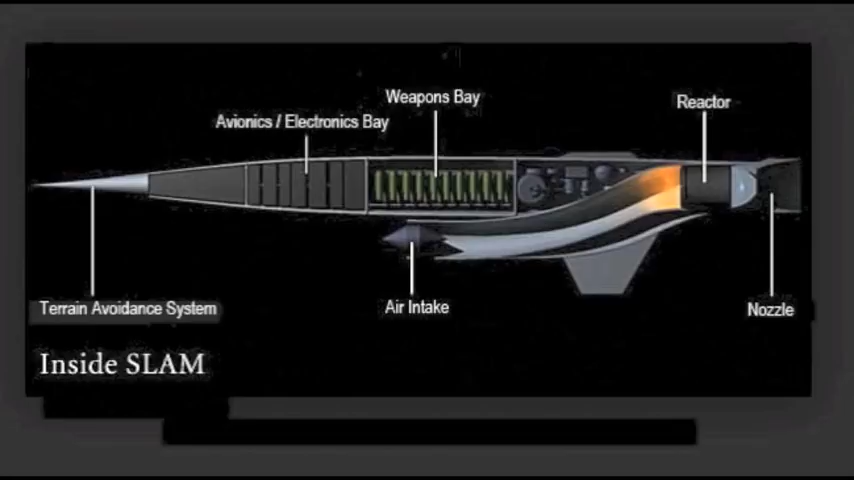 Weapons Bay
Reactor
Avionics / Electronics Bay
Terrain Avoidance System
Air Intake
Nozzle
Inside SLAM